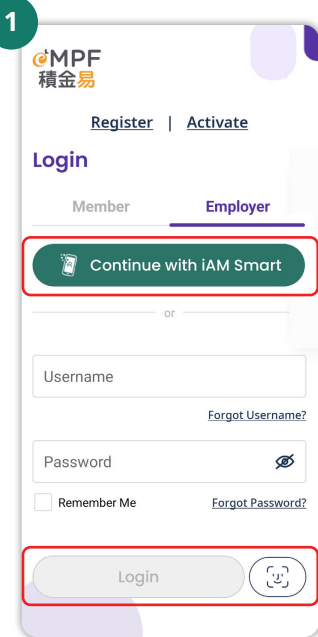 1
eMPF
積金易
Register | Activate
Login
Member Employer
Continue with iAM Smart
or
Username
Forgot Username?
Password
Remember Me Forgot Password?
Login